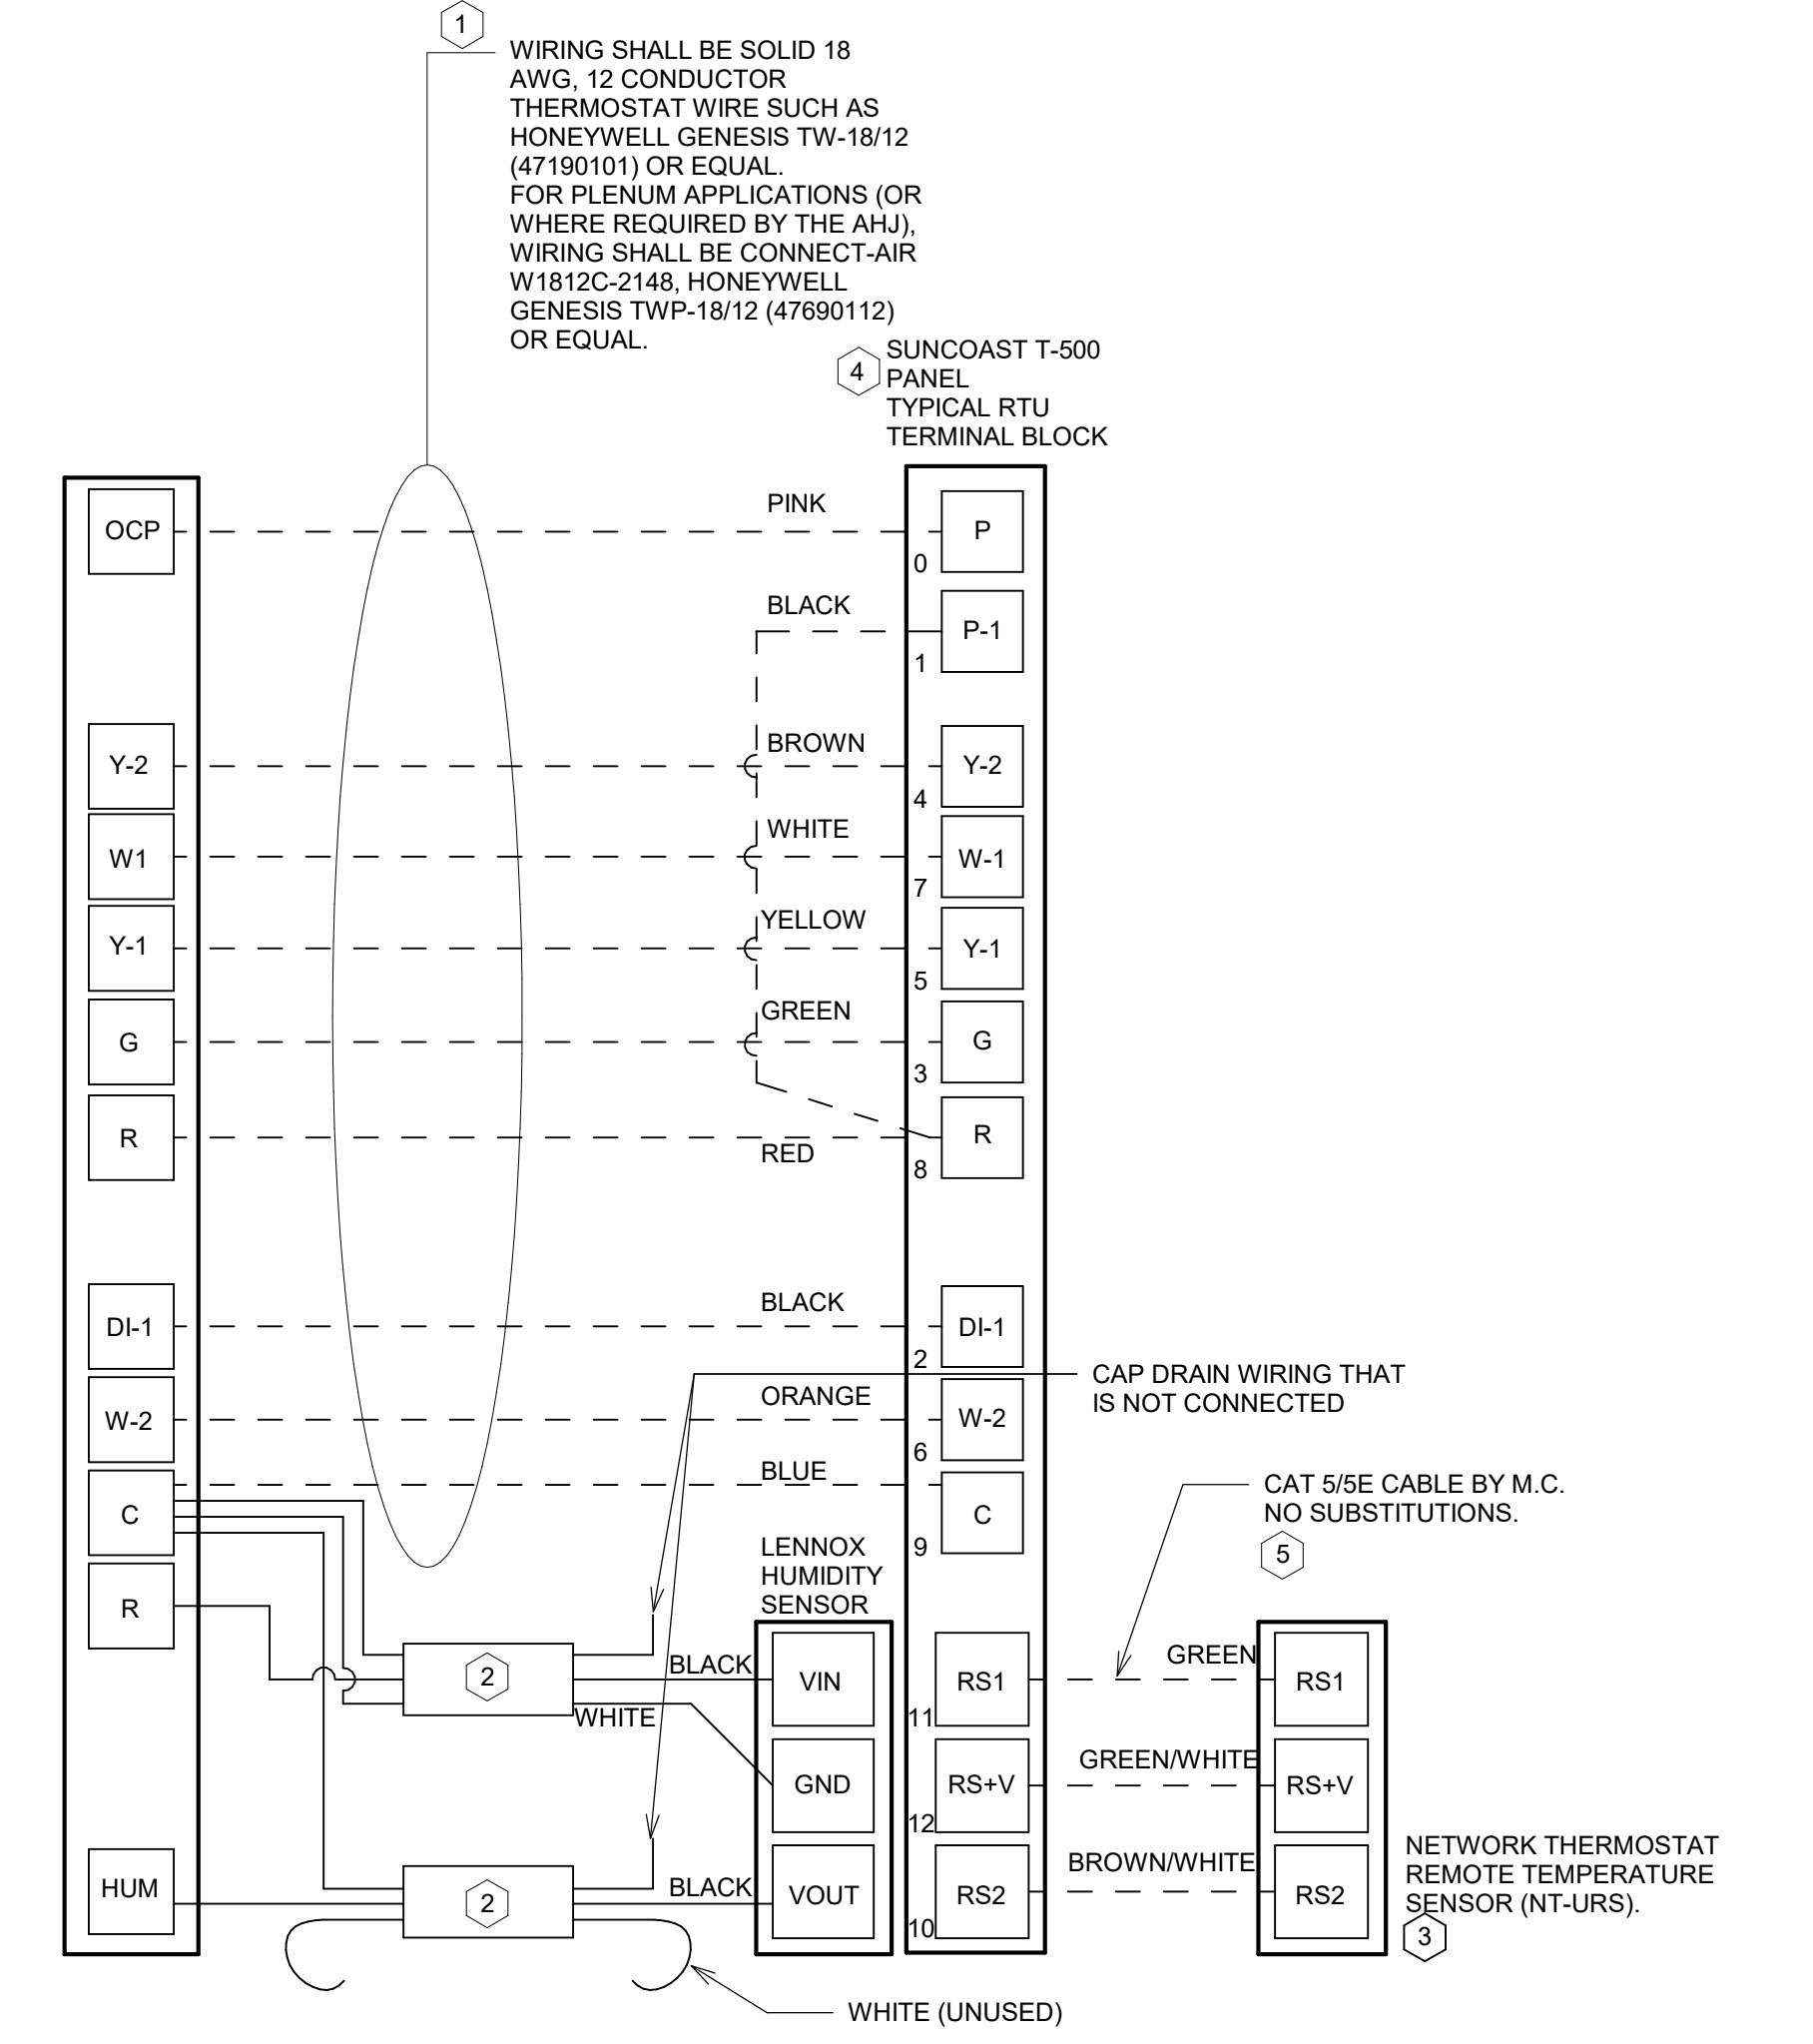 1
WIRING SHALL BE SOLID 18
AWG, 12 CONDUCTOR
THERMOSTAT WIRE SUCH AS
HONEYWELL GENESIS TW-18/12
(47190101) OR EQUAL.
FOR PLENUM APPLICATIONS (OR
WHERE REQUIRED BY THE AHJ),
WIRING SHALL BE CONNECT-AIR
W1812C-2148, HONEYWELL
GENESIS TWP-18/12 (47690112)
OR EQUAL.
4
SUNCOAST T-500
PANEL
TYPICAL RTU
TERMINAL BLOCK
OCP
PINK
P
0
BLACK
P-1
1
Y-2
BROWN
Y-2
4
W1
WHITE
W-1
7
Y-1
YELLOW
Y-1
5
G
GREEN
G
3
R
RED
R
8
DI-1
BLACK
DI-1
2
CAP DRAIN WIRING THAT
IS NOT CONNECTED
W-2
ORANGE
W-2
6
C
BLUE
C
9
CAT 5/5E CABLE BY M.C.
NO SUBSTITUTIONS.
5
R
LENNOX
HUMIDITY
SENSOR
2
BLACK
VIN
WHITE
GND
RS1
11
GREEN
RS1
RS+V
12
GREEN/WHITE
RS+V
HUM
2
BLACK
VOUT
RS2
10
BROWN/WHITE
RS2
NETWORK THERMOSTAT
REMOTE TEMPERATURE
SENSOR (NT-URS).
3
WHITE (UNUSED)